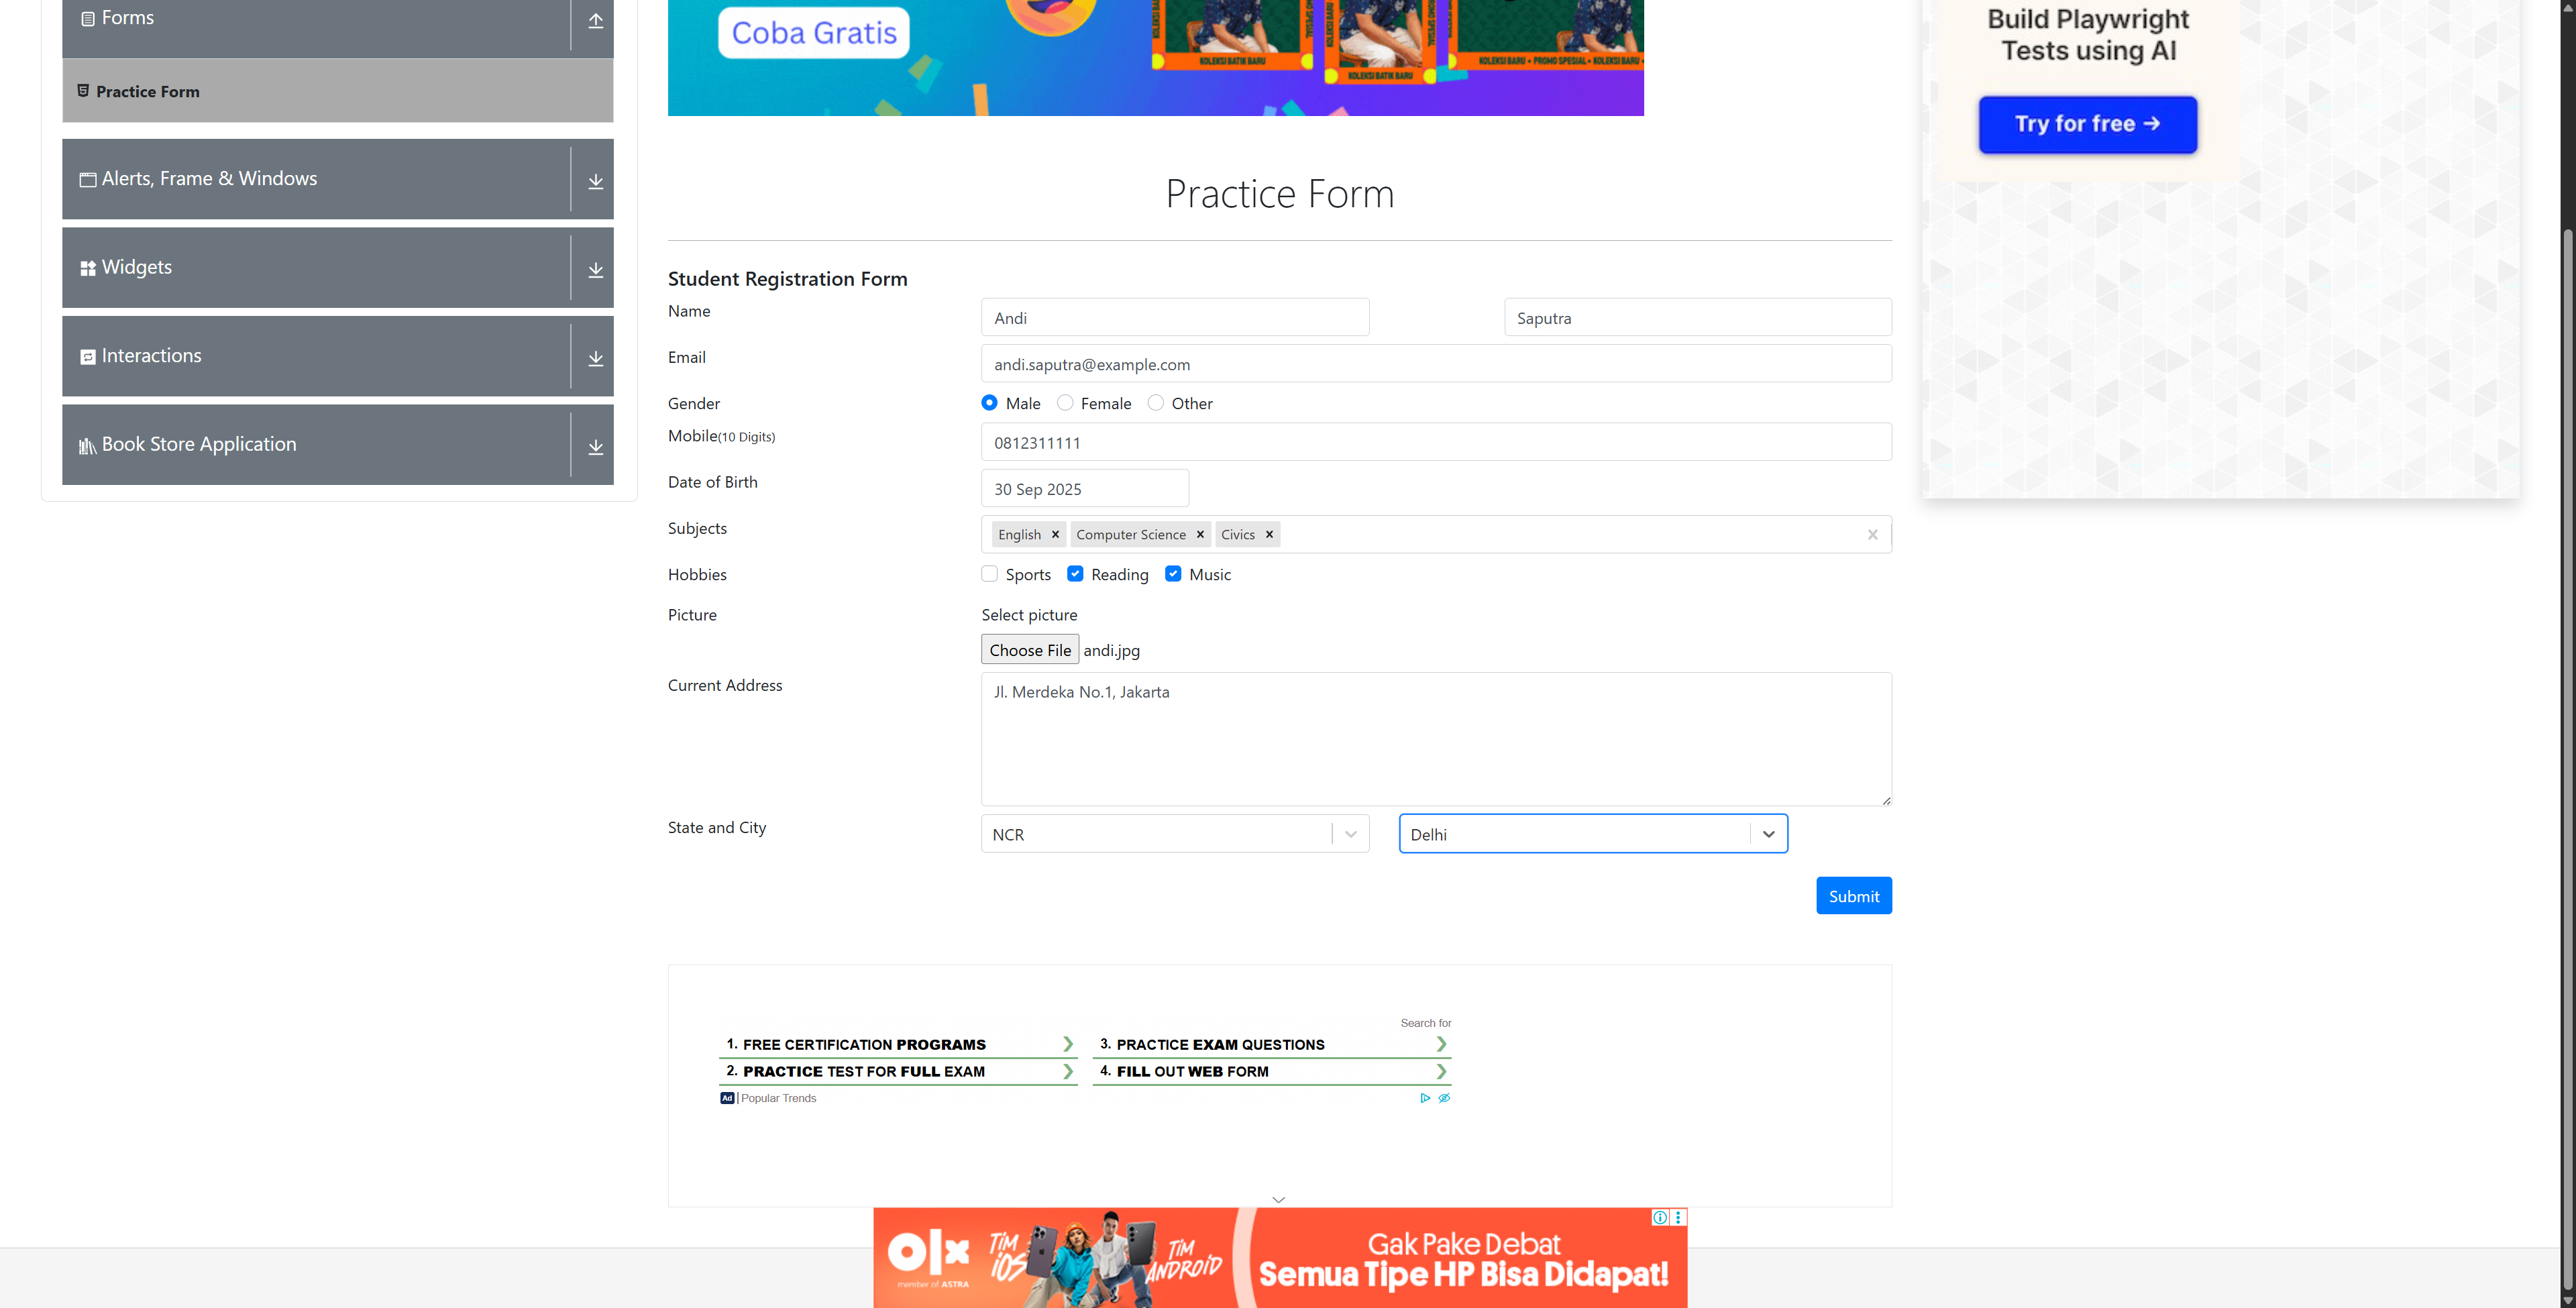 Forms
Practice Form
Alerts, Frame & Windows
Widgets
Interactions
Book Store Application
Coba Gratis
KOLEKSI BATIK BARU
KOLEKSI BATIK BARU
KOLEKSI BARU • PROMO SPESIAL • KOLEKSI BARU
Build Playwright
Tests using AI
Try for free →
Practice Form
Student Registration Form
Name Andi Saputra
Email andi.saputra@example.com
Gender Male Female Other
Mobile(10 Digits) 0812311111
Date of Birth 30 Sep 2025
Subjects English × Computer Science × Civics ×
Hobbies Sports Reading Music
Picture Select picture
Choose File andi.jpg
Current Address Jl. Merdeka No.1, Jakarta
State and City NCR Delhi
Submit
Search for
1. FREE CERTIFICATION PROGRAMS
2. PRACTICE TEST FOR FULL EXAM
3. PRACTICE EXAM QUESTIONS
4. FILL OUT WEB FORM
Ad | Popular Trends
olx
member of ASTRA
TIM iOS
TIM ANDROID
Gak Pake Debat
Semua Tipe HP Bisa Didapat!